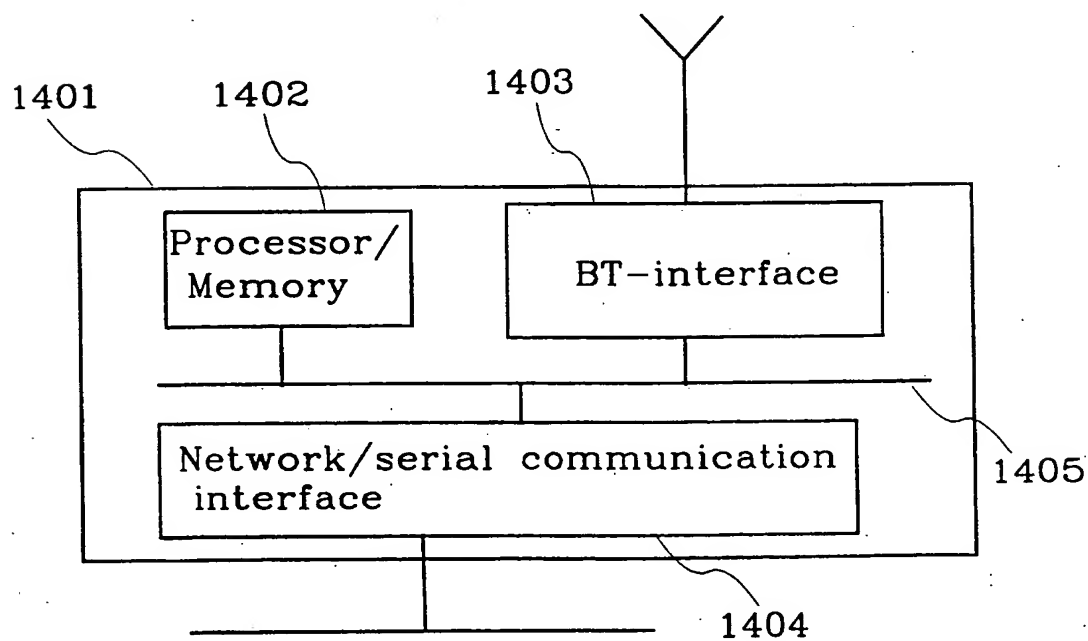 1401
1402
1403
Processor/
Memory
BT-interface
Network/serial communication
interface
1405
1404